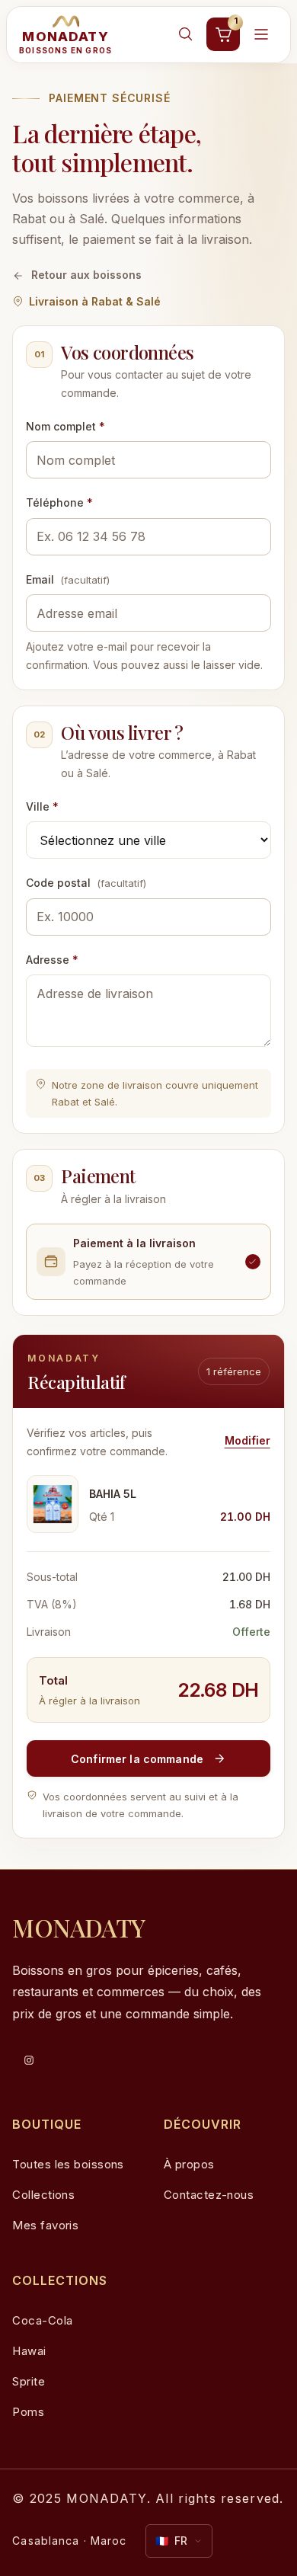 MONADATY
BOISSONS EN GROS
1
PAIEMENT SÉCURISÉ
La dernière étape,
tout simplement.
Vos boissons livrées à votre commerce, à
Rabat ou à Salé. Quelques informations
suffisent, le paiement se fait à la livraison.
← Retour aux boissons
Livraison à Rabat & Salé
01
Vos coordonnées
Pour vous contacter au sujet de votre
commande.
Nom complet *
Nom complet
Téléphone *
Ex. 06 12 34 56 78
Email (facultatif)
Adresse email
Ajoutez votre e-mail pour recevoir la
confirmation. Vous pouvez aussi le laisser vide.
02
Où vous livrer ?
L’adresse de votre commerce, à Rabat
ou à Salé.
Ville *
Sélectionnez une ville
Code postal (facultatif)
Ex. 10000
Adresse *
Adresse de livraison
Notre zone de livraison couvre uniquement
Rabat et Salé.
03
Paiement
À régler à la livraison
Paiement à la livraison
Payez à la réception de votre
commande
MONADATY
Récapitulatif
1 référence
Vérifiez vos articles, puis
confirmez votre commande.
Modifier
BAHIA 5L
Qté 1 21.00 DH
Sous-total 21.00 DH
TVA (8%) 1.68 DH
Livraison Offerte
Total
À régler à la livraison
22.68 DH
Confirmer la commande →
Vos coordonnées servent au suivi et à la
livraison de votre commande.
MONADATY
Boissons en gros pour épiceries, cafés,
restaurants et commerces — du choix, des
prix de gros et une commande simple.
BOUTIQUE
Toutes les boissons
Collections
Mes favoris
DÉCOUVRIR
À propos
Contactez-nous
COLLECTIONS
Coca-Cola
Hawai
Sprite
Poms
© 2025 MONADATY. All rights reserved.
Casablanca · Maroc
FR